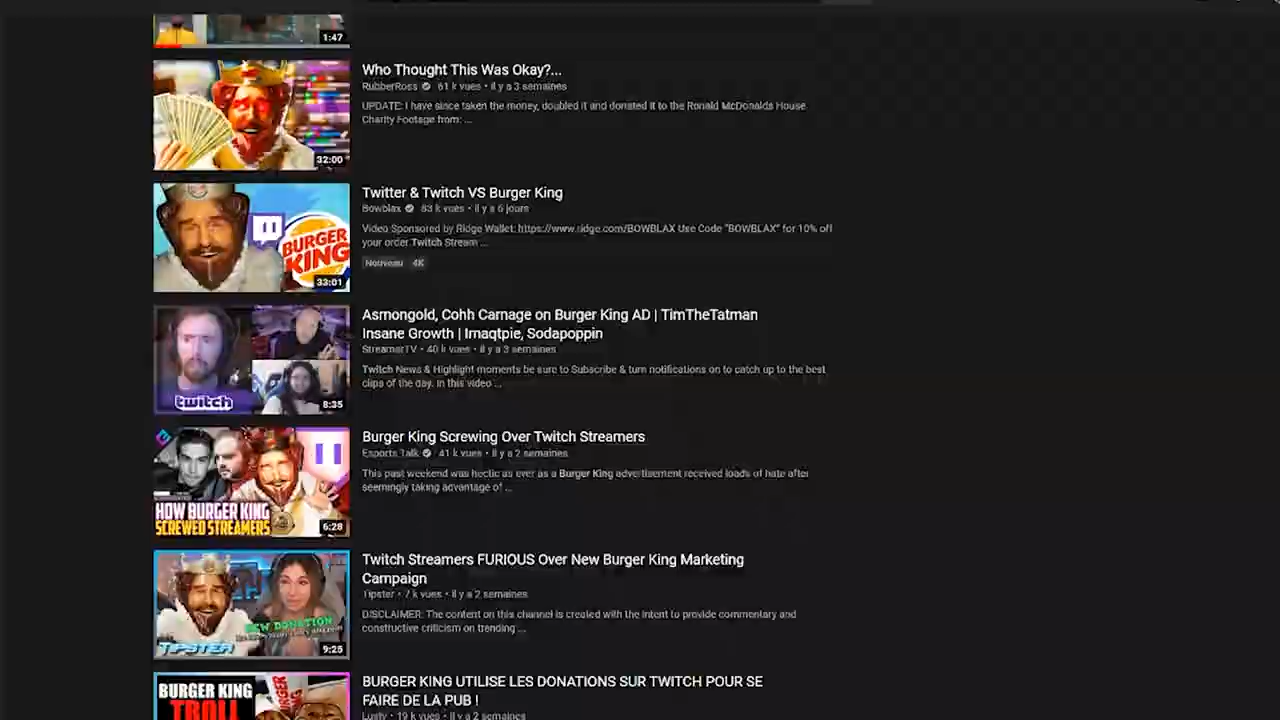 1:47
Who Thought This Was Okay?...
RubberRoss 61 k vues • il y a 3 semaines
UPDATE: I have since taken the money, doubled it and donated it to the Ronald McDonalds House
Charity Footage from: ...
32:00
Twitter & Twitch VS Burger King
Bowblax 83 k vues • il y a 6 jours
Video Sponsored by Ridge Wallet: https://www.ridge.com/BOWBLAX Use Code "BOWBLAX" for 10% off
your order Twitch Stream ...
Nouveau 4K
BURGER
KING
33:01
Asmongold, Cohh Carnage on Burger King AD | TimTheTatman
Insane Growth | Imaqtpie, Sodapoppin
StreamerTV • 40 k vues • il y a 3 semaines
Twitch News & Highlight moments be sure to Subscribe & turn notifications on to catch up to the best
clips of the day. In this video ...
twitch
8:35
Burger King Screwing Over Twitch Streamers
Esports Talk 41 k vues • il y a 2 semaines
This past weekend was hectic as ever as a Burger King advertisement received loads of hate after
seemingly taking advantage of ...
HOW BURGER KING
SCREWED STREAMERS
6:28
Twitch Streamers FURIOUS Over New Burger King Marketing
Campaign
Tipster • 7 k vues • il y a 2 semaines
DISCLAIMER: The content on this channel is created with the intent to provide commentary and
constructive criticism on trending ...
NEW DONATION
TIPSTER
9:25
BURGER KING UTILISE LES DONATIONS SUR TWITCH POUR SE
FAIRE DE LA PUB !
Lusty • 19 k vues • il y a 2 semaines
BURGER KING
TROLL